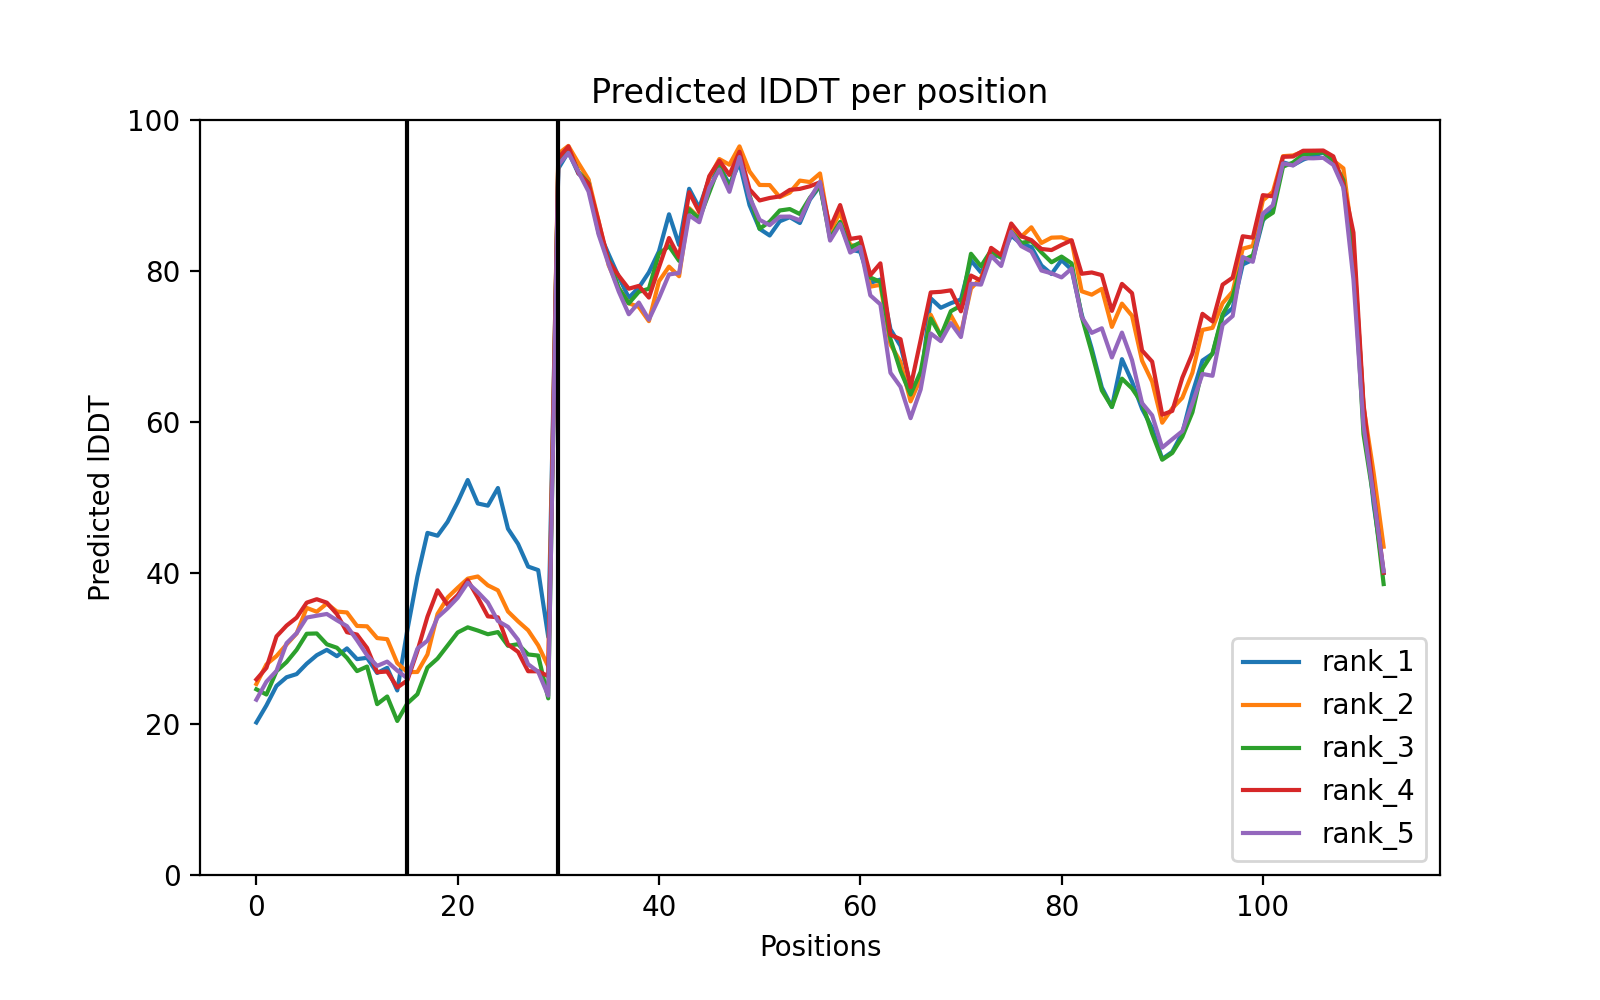 Predicted lDDT per position
100
80
60
40
20
0
Predicted lDDT
0 20 40 60 80 100
Positions
rank_1
rank_2
rank_3
rank_4
rank_5